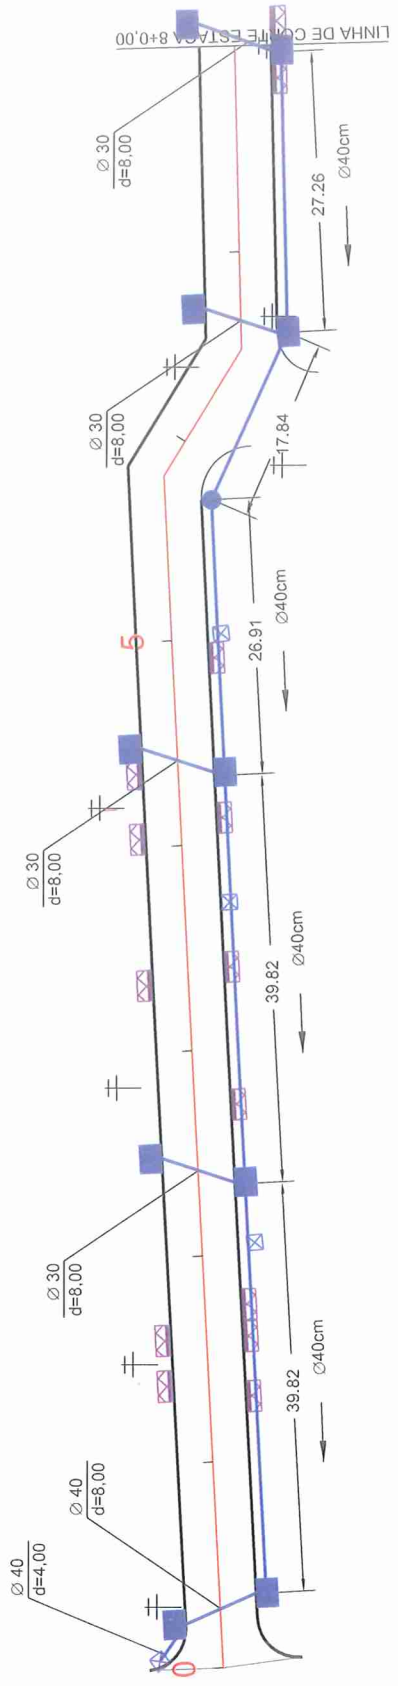 LINHA DE CORTE ESTACA 8+0,00
Ø 30
d=8,00
27.26
Ø40cm
Ø 30
d=8,00
17.84
5
26.91
Ø40cm
Ø 30
d=8,00
39.82
Ø40cm
Ø 30
d=8,00
39.82
Ø40cm
Ø 40
d=8,00
Ø 40
d=4,00
0